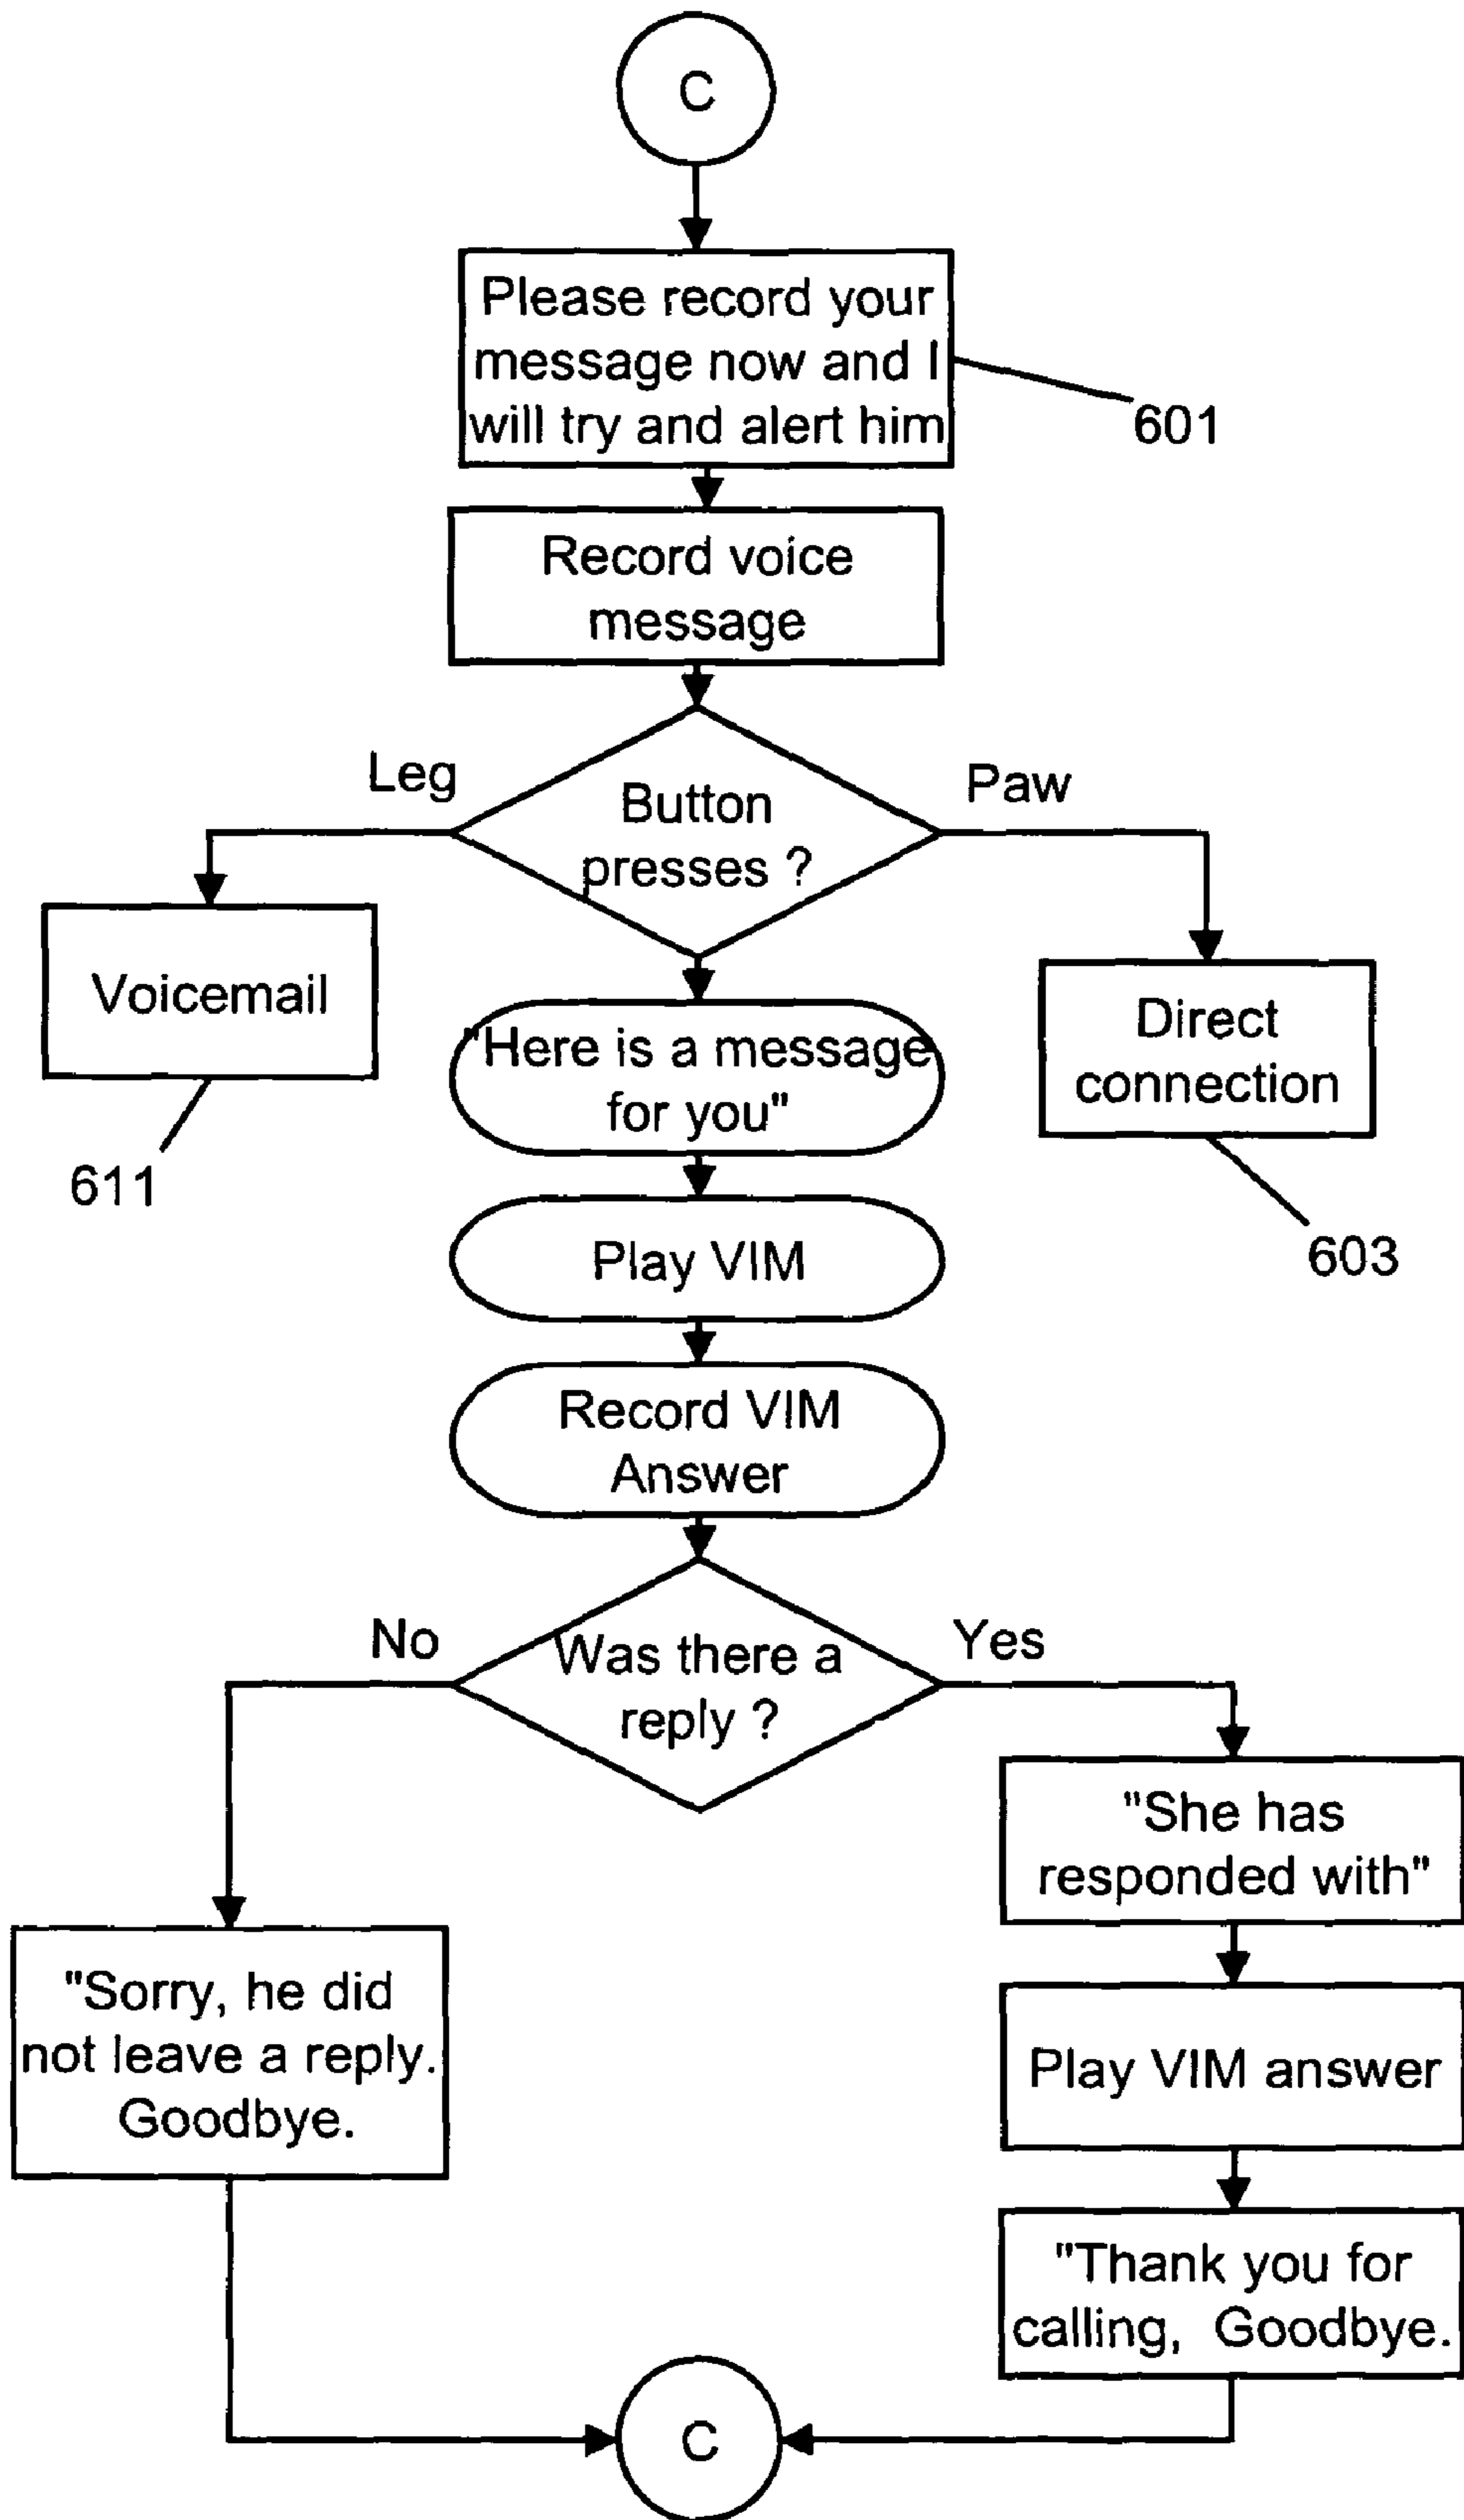 C
Please record your
message now and I
will try and alert him
601
Record voice
message
Leg
Paw
Button
presses ?
Voicemail
611
Direct
connection
603
"Here is a message
for you"
Play VIM
Record VIM
Answer
No
Yes
Was there a
reply ?
"She has
responded with"
"Sorry, he did
not leave a reply.
Goodbye.
Play VIM answer
"Thank you for
calling, Goodbye.
C